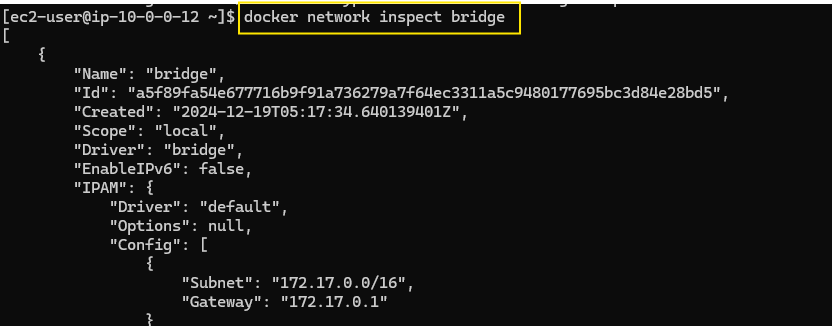 [ec2-user@ip-10-0-0-12 ~]$ docker network inspect bridge
[
    {
        "Name": "bridge",
        "Id": "a5f89fa54e677716b9f91a736279a7f64ec3311a5c9480177695bc3d84e28bd5",
        "Created": "2024-12-19T05:17:34.640139401Z",
        "Scope": "local",
        "Driver": "bridge",
        "EnableIPv6": false,
        "IPAM": {
            "Driver": "default",
            "Options": null,
            "Config": [
                {
                    "Subnet": "172.17.0.0/16",
                    "Gateway": "172.17.0.1"
                }